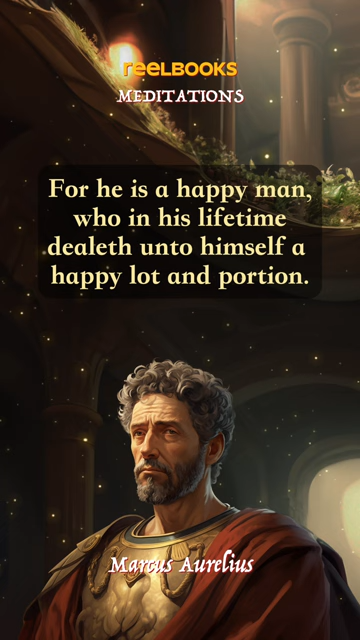 reelbooks
MEDITATIONS
For he is a happy man,
who in his lifetime
dealeth unto himself a
happy lot and portion.
Marcus Aurelius